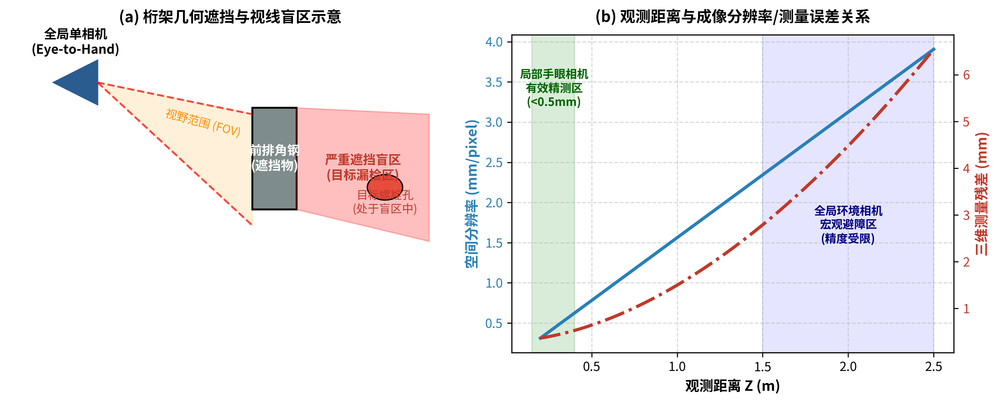 (a) 桁架几何遮挡与视线盲区示意
全局单相机
(Eye-to-Hand)
视野范围 (FOV)
前排角钢
(遮挡物)
严重遮挡盲区
(目标漏检区)
目标螺栓孔
(处于盲区中)
(b) 观测距离与成像分辨率/测量误差关系
空间分辨率 (mm/pixel)
4.0
3.5
3.0
2.5
2.0
1.5
1.0
0.5
局部手眼相机
有效精测区
(<0.5mm)
全局环境相机
宏观避障区
(精度受限)
6
5
4
3
2
1
三维测量残差 (mm)
0.5
1.0
1.5
2.0
2.5
观测距离 Z (m)